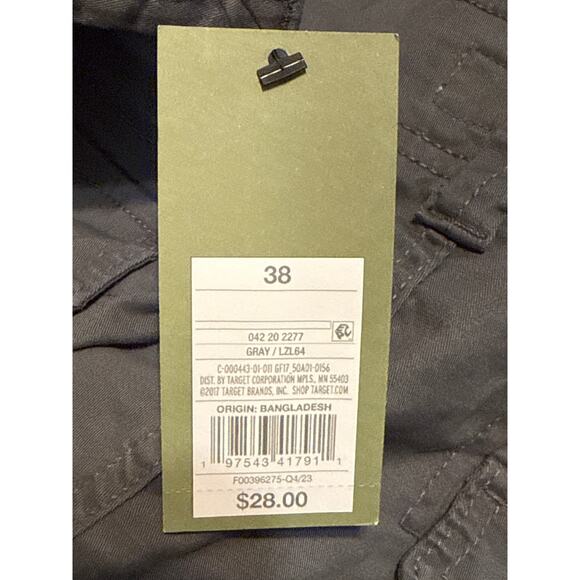 38
042 20 2277
GRAY / LZL64
C-000443-01-011 GF17_50A01-0156
DIST. BY TARGET CORPORATION MPLS., MN 55403
©2017 TARGET BRANDS, INC. SHOP TARGET.COM
ORIGIN: BANGLADESH
1 97543 41791 1
F00396275-Q4/23
$28.00